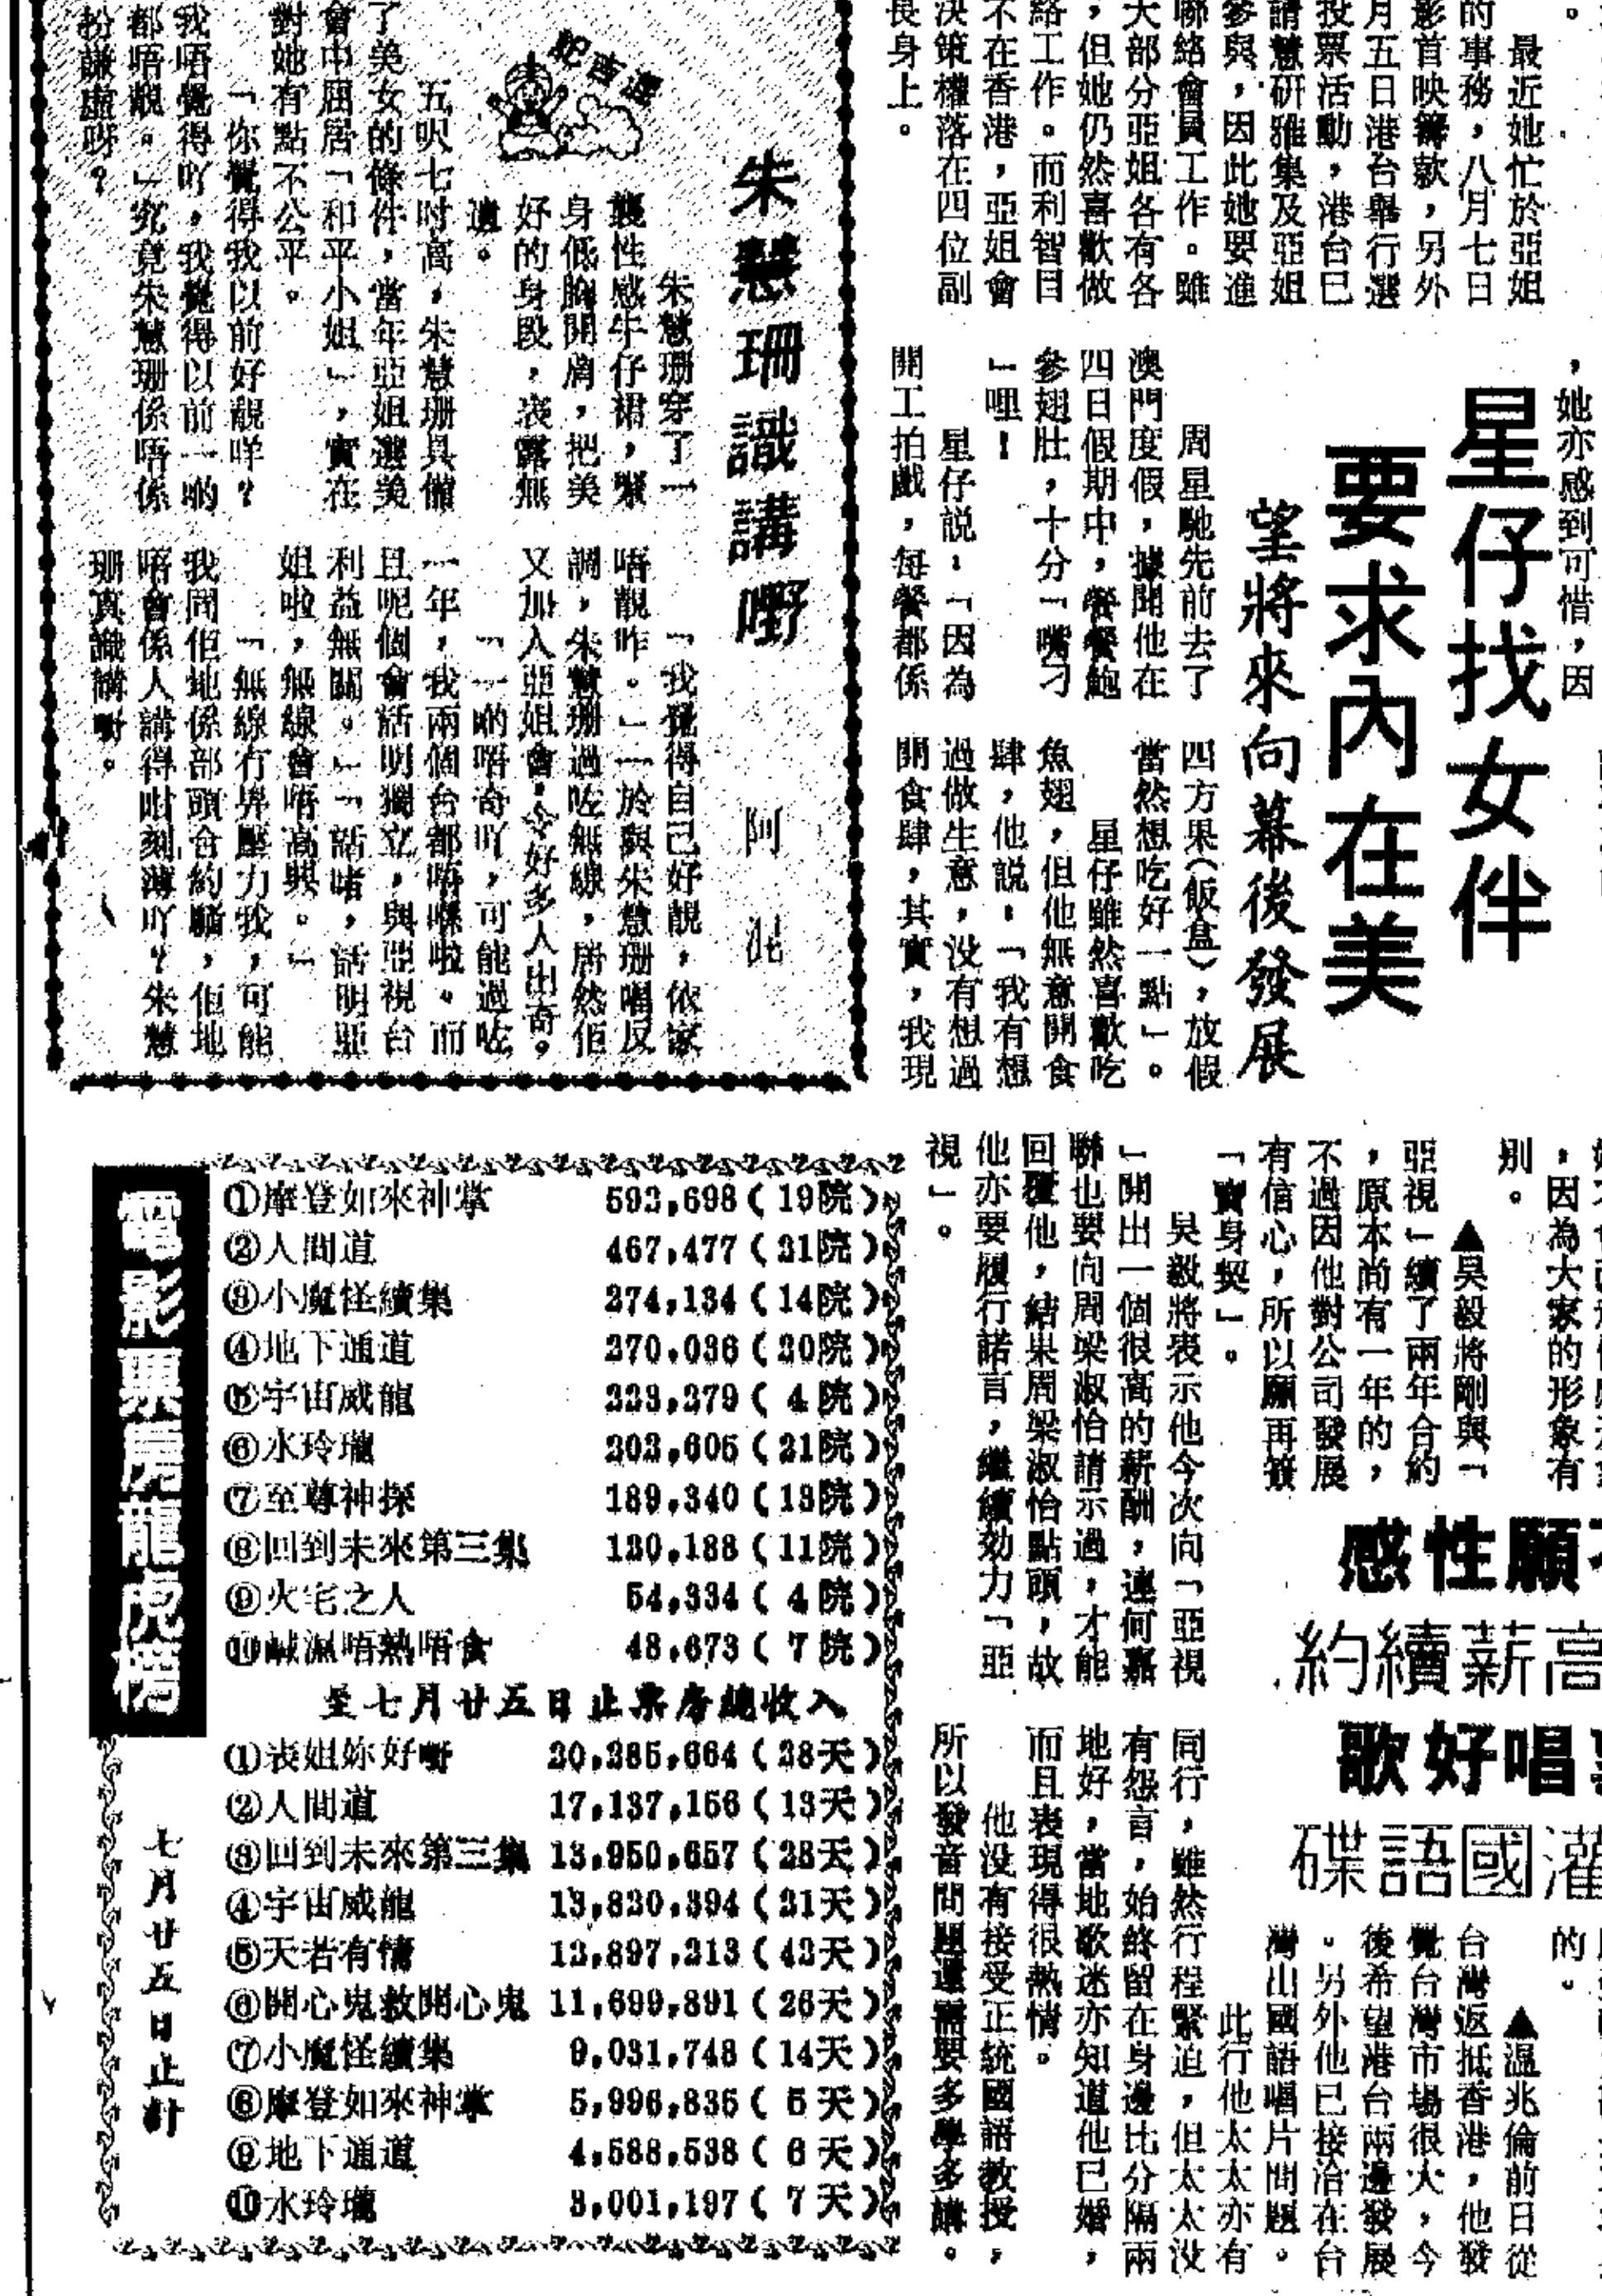 。
最近她忙於亞姐
的事務，八月七日
影首映籌款，另外
月五日港台舉行選
投票活動，港台已
請慧研雅集及亞姐
參與，因此她要進
聯絡會員工作。雖
大部分亞姐各有各
，但她仍然喜歡做
絡工作。而利智目
不在香港，亞姐會
決策權落在四位副
長身上。
，她亦感到可惜，因
星仔找女伴
要求內在美
望將來向幕後發展
周星馳先前去了
澳門度假，據聞他在
四日假期中，餐餐鮑
參翅肚，十分「嘴刁
」哩！
星仔説：「因為
開工拍戲，每餐都係
四方果（飯盒），放假
當然想吃好一點」。
星仔雖然喜歡吃
魚翅，但他無意開食
肆，他説：「我有想
過做生意，没有想過
開食肆，其實，我現
朱慧珊識講嘢
阿
朱慧珊穿了一
襲性感牛仔裙，緊
身低胸開膊，把美
好的身段，表露無
遺。
五呎七吋高，朱慧珊具備
了美女的條件，當年亞姐選美
會中屈居「和平小姐」，實在
對她有點不公平。
「你覺得我以前好靚咩？
我唔覺得吖，我覺得以前一啲
都唔靚。」究竟朱慧珊係唔係
扮謙虛呀？
「我覺得自己好靚，依家
唔靚咋。」一於與朱慧珊唱反
調，朱慧珊過咗無線，居然佢
又加入亞姐會，令好多人出奇。
「一啲唔奇吖，可能過咗
一年，我兩個台都唔㗎啦。而
且呢個會話明獨立，與亞視台
利益無關。」「話啫，話明亞
姐啦，無線會唔高興。」
「無線冇畀壓力我，可能
我同佢地係部頭合約囉，佢地
唔會係人講得咁刻薄吖？朱慧
珊真識講嘢。
，因為大家的形象有
別。
▲吳毅將剛與「
亞視」續了兩年合約
，原本尚有一年的，
不過因他對公司發展
有信心，所以願再簽
「賣身契」。
吳毅將表示他今次向「亞視
」開出一個很高的薪酬，連何嘉
聯也要向周梁淑怡請示過，才能
回覆他，結果周梁淑怡點頭，故
他亦要履行諾言，繼續効力「亞
視」。
感性願
約續薪高
歌好唱
碟語國灌
的。
▲温兆倫前日從
台灣返抵香港，他發
覺台灣市場很大，今
後希望港台兩邊發展
。另外他已接洽在台
灣出國語唱片問題。
此行他太太亦有
同行，雖然行程緊迫，但太太没
有怨言，始終留在身邊比分隔兩
地好，當地歌迷亦知道他已婚，
而且表現得很熱情。
他没有接受正統國語教授，
所以發音問題還需要多學多講。
電影票房龍虎榜
七月廿五日止計
①摩登如來神掌 593,698（19院）
②人間道 467,477（21院）
③小魔怪續集 274,134（14院）
④地下通道 270,036（20院）
⑤宇宙威龍 223,279（4院）
⑥水玲瓏 203,605（21院）
⑦至尊神探 189,340（13院）
⑧回到未來第三集 130,188（11院）
⑨火宅之人 54,334（4院）
⑩鹹濕唔熟唔食 48,673（7院）
至七月廿五日止票房總收入
①表姐妳好嘢 20,285,664（28天）
②人間道 17,137,156（13天）
③回到未來第三集 13,950,657（28天）
④宇宙威龍 13,820,394（21天）
⑤天若有情 12,897,213（42天）
⑥開心鬼救開心鬼 11,699,891（26天）
⑦小魔怪續集 9,031,748（14天）
⑧摩登如來神掌 5,996,835（5天）
⑨地下通道 4,588,538（6天）
⑩水玲瓏 3,001,197（7天）